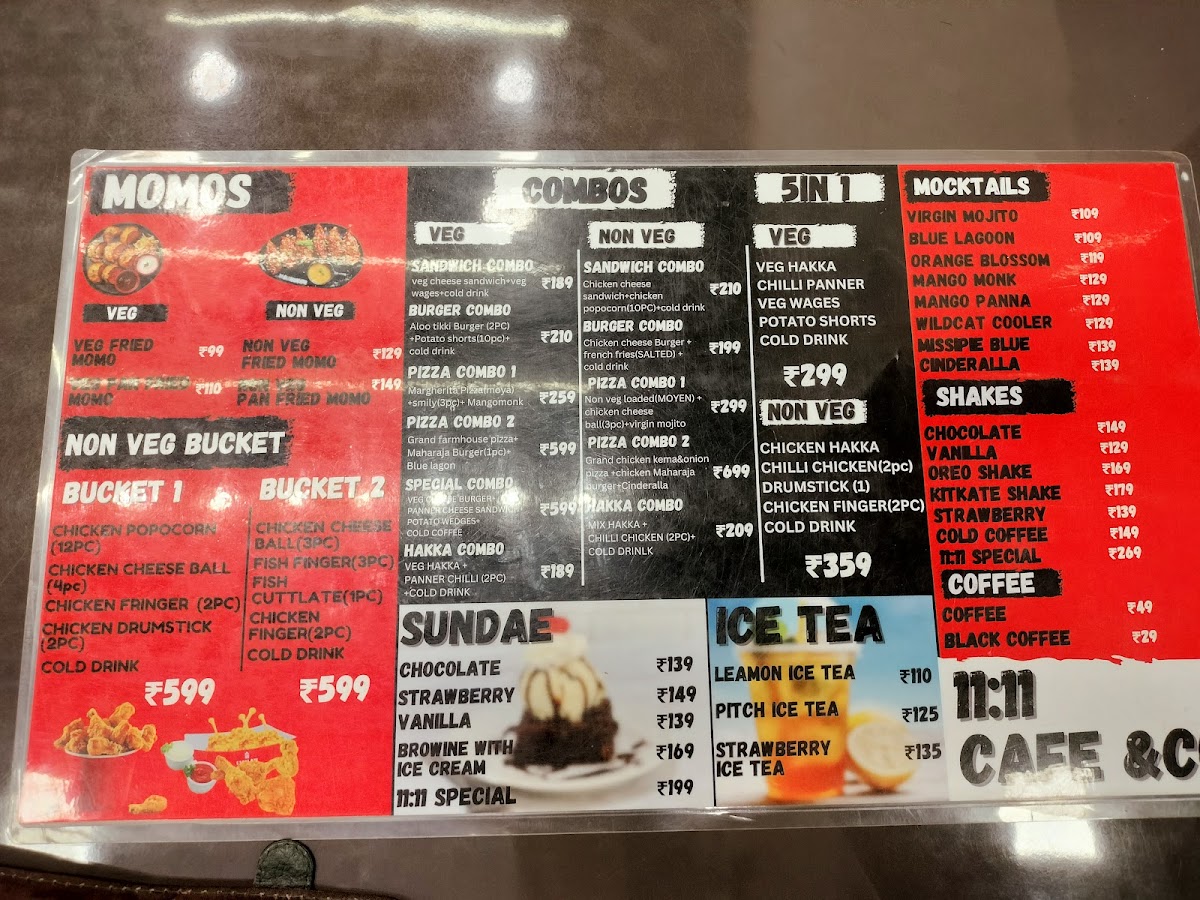 MOMOS
VEG
NON VEG
VEG FRIED
MOMO
₹99
NON VEG
FRIED MOMO
₹129
MOMO
₹110
PAN FRIED MOMO
₹149
NON VEG BUCKET
BUCKET 1
CHICKEN POPOCORN
(12PC)
CHICKEN CHEESE BALL
(4pc)
CHICKEN FRINGER (2PC)
CHICKEN DRUMSTICK
(2PC)
COLD DRINK
₹599
BUCKET 2
CHICKEN CHEESE
BALL(3PC)
FISH FINGER(3PC)
FISH
CUTTLATE(1PC)
CHICKEN
FINGER(2PC)
COLD DRINK
₹599
COMBOS
VEG
SANDWICH COMBO
veg cheese sandwich+veg
wages+cold drink
₹189
BURGER COMBO
Aloo tikki Burger (2PC)
+Potato shorts(10pc)+
cold drink
₹210
PIZZA COMBO 1
Margherita Pizza(moya)
+smily(3pc)+ Mangomonk
₹259
PIZZA COMBO 2
Grand farmhouse pizza+
Maharaja Burger(1pc)+
Blue lagon
₹599
SPECIAL COMBO
VEG CHEESE BURGER+
PANNER CHEESE SANDWICH
POTATO WEDGES+
COLD COFFEE
₹599
HAKKA COMBO
VEG HAKKA +
PANNER CHILLI (2PC)
+COLD DRINK
₹189
NON VEG
SANDWICH COMBO
Chicken cheese
sandwich+chicken
popocorn(10PC)+cold drink
₹210
BURGER COMBO
Chicken cheese Burger +
french fries(SALTED) +
cold drink
₹199
PIZZA COMBO 1
Non veg loaded(MOYEN) +
chicken cheese
ball(3pc)+virgin mojito
₹299
PIZZA COMBO 2
Grand chicken kema&onion
pizza +chicken Maharaja
burger+Cinderalla
₹699
HAKKA COMBO
MIX HAKKA +
CHILLI CHICKEN (2PC)+
COLD DRINLK
₹209
5IN 1
VEG
VEG HAKKA
CHILLI PANNER
VEG WAGES
POTATO SHORTS
COLD DRINK
₹299
NON VEG
CHICKEN HAKKA
CHILLI CHICKEN(2pc)
DRUMSTICK (1)
CHICKEN FINGER(2PC)
COLD DRINK
₹359
SUNDAE
CHOCOLATE ₹139
STRAWBERRY ₹149
VANILLA ₹139
BROWINE WITH
ICE CREAM
₹169
11:11 SPECIAL ₹199
ICE TEA
LEAMON ICE TEA ₹110
PITCH ICE TEA ₹125
STRAWBERRY
ICE TEA
₹135
MOCKTAILS
VIRGIN MOJITO ₹109
BLUE LAGOON ₹109
ORANGE BLOSSOM ₹119
MANGO MONK ₹129
MANGO PANNA ₹129
WILDCAT COOLER ₹129
MISSIPIE BLUE ₹139
CINDERALLA ₹139
SHAKES
CHOCOLATE ₹149
VANILLA ₹129
OREO SHAKE ₹169
KITKATE SHAKE ₹179
STRAWBERRY ₹139
COLD COFFEE ₹149
11:11 SPECIAL ₹269
COFFEE
COFFEE ₹49
BLACK COFFEE ₹29
11:11
CAFE &CO